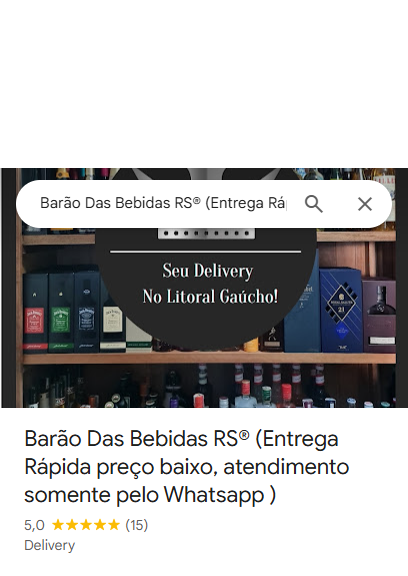 Barão Das Bebidas RS® (Entrega Rá
Seu Delivery
No Litoral Gaúcho!
21
Barão Das Bebidas RS® (Entrega
Rápida preço baixo, atendimento
somente pelo Whatsapp )
5,0 ★★★★★ (15)
Delivery